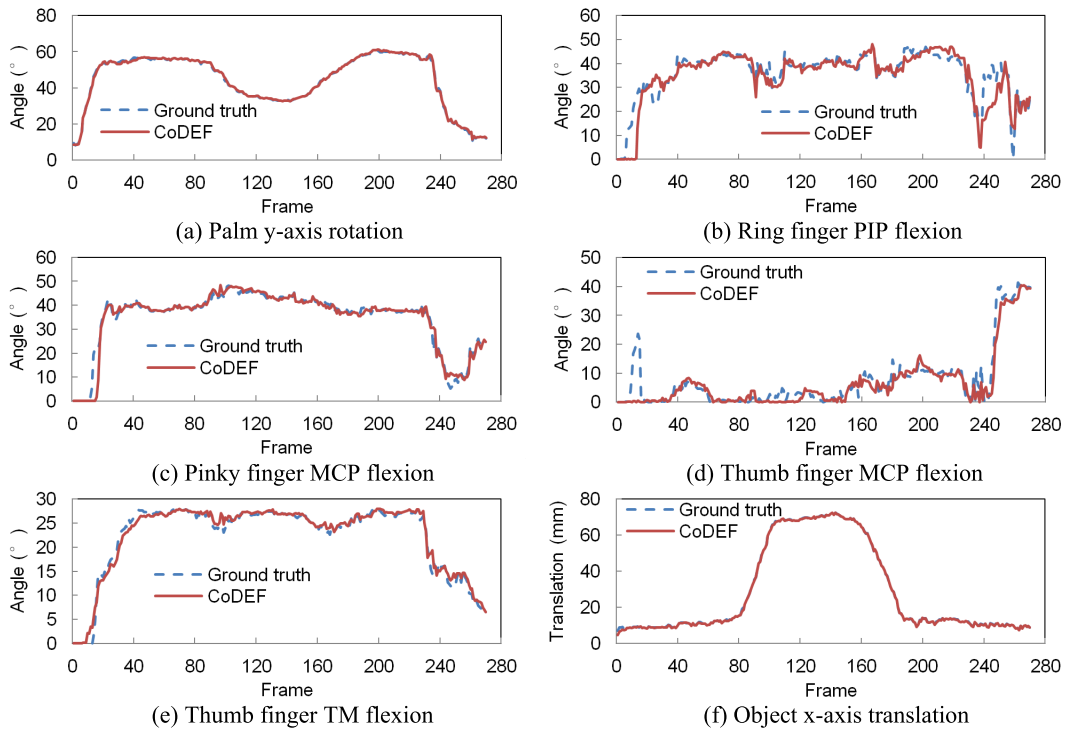 80
60
40
20
0
Angle (°)
Ground truth
CoDEF
0 40 80 120 160 200 240 280
Frame
(a) Palm y-axis rotation
60
50
40
30
20
10
0
Angle (°)
Ground truth
CoDEF
0 40 80 120 160 200 240 280
Frame
(b) Ring finger PIP flexion
60
50
40
30
20
10
0
Angle (°)
Ground truth
CoDEF
0 40 80 120 160 200 240 280
Frame
(c) Pinky finger MCP flexion
50
40
30
20
10
0
Angle (°)
Ground truth
CoDEF
0 40 80 120 160 200 240 280
Frame
(d) Thumb finger MCP flexion
30
25
20
15
10
5
0
Angle (°)
Ground truth
CoDEF
0 40 80 120 160 200 240 280
Frame
(e) Thumb finger TM flexion
80
60
40
20
0
Translation (mm)
Ground truth
CoDEF
0 40 80 120 160 200 240 280
Frame
(f) Object x-axis translation